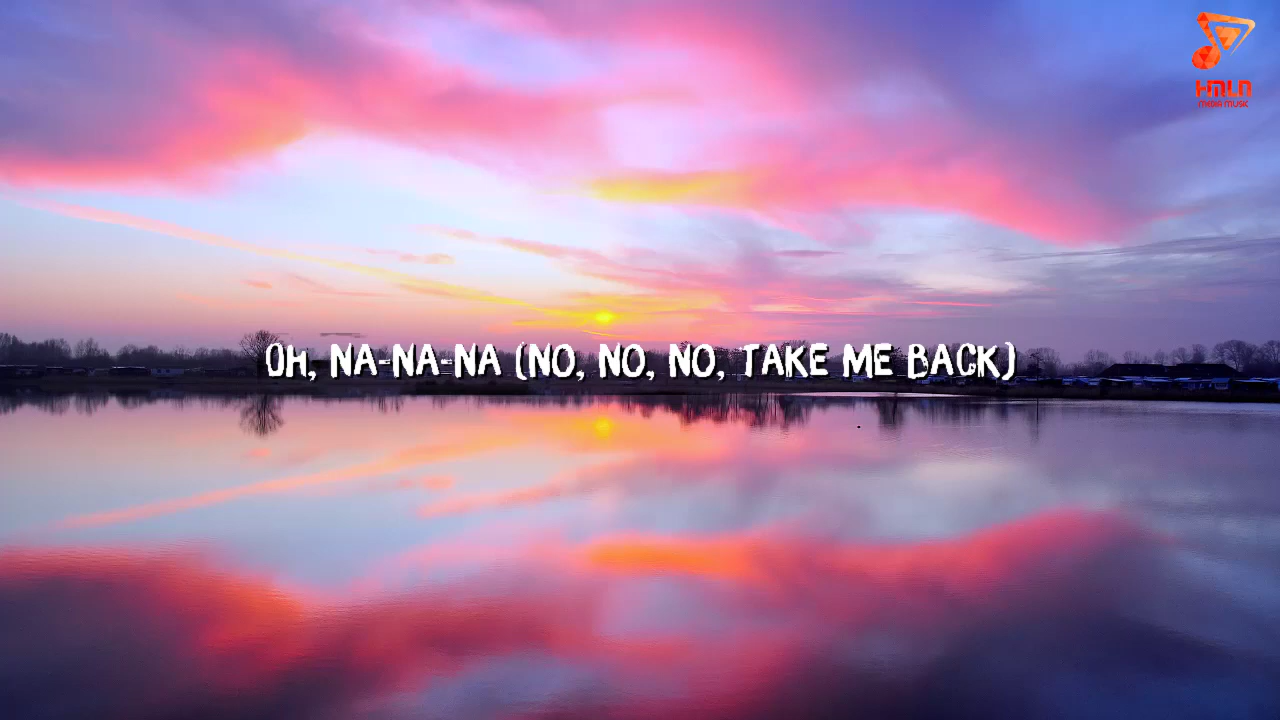 HMLN
MEDIA MUSIC
OH, NA-NA-NA (NO, NO, NO, TAKE ME BACK)